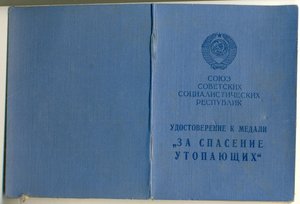 СОЮЗ
СОВЕТСКИХ
СОЦИАЛИСТИЧЕСКИХ
РЕСПУБЛИК
УДОСТОВЕРЕНИЕ К МЕДАЛИ
„ЗА СПАСЕНИЕ
УТОПАЮЩИХ“